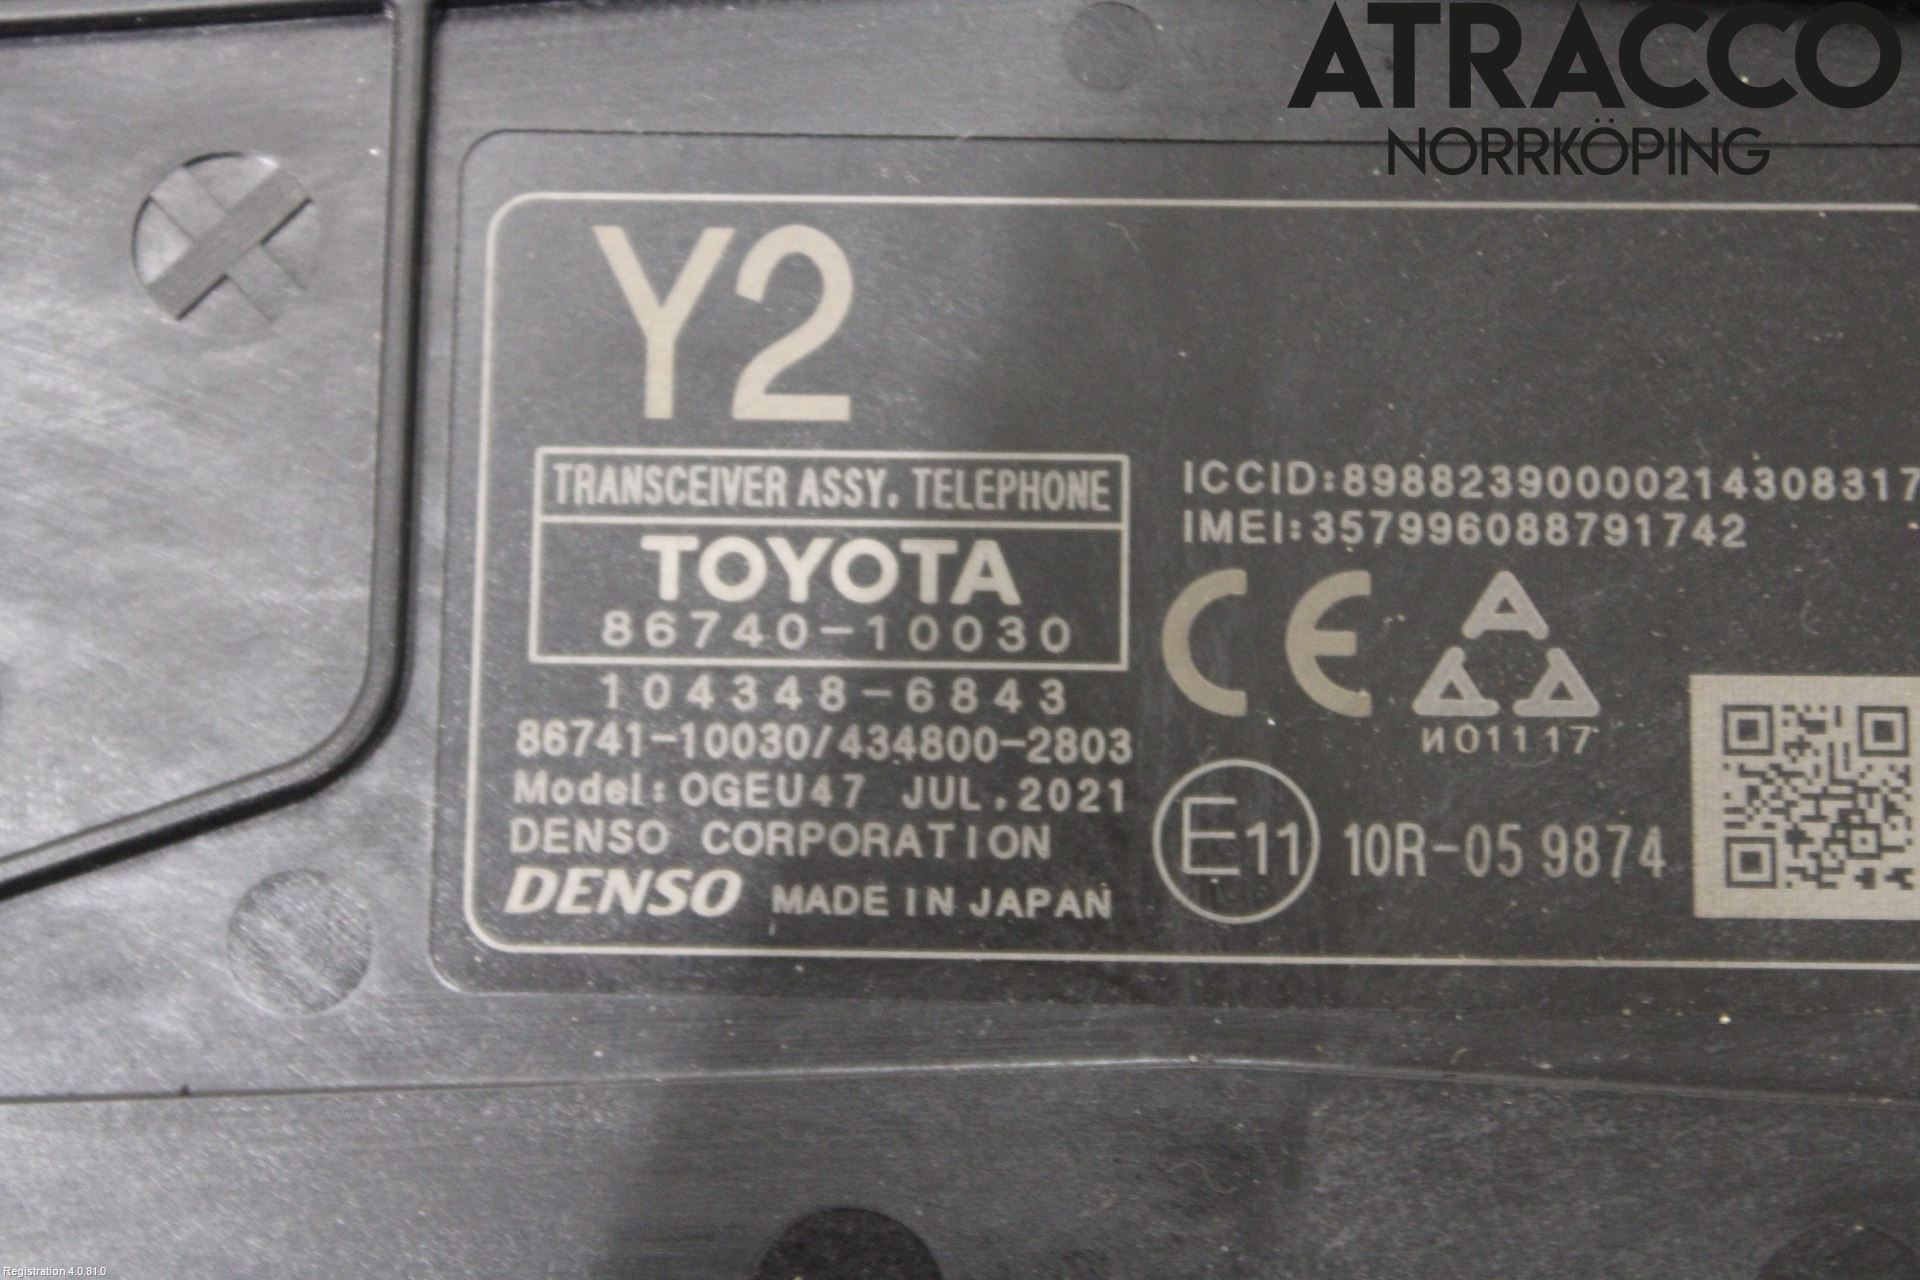 ATRACCO
NORRKÖPING
Y2
TRANSCEIVER ASSY, TELEPHONE
TOYOTA
86740-10030
104348-6843
86741-10030/434800-2803
Model: OGEU47 JUL. 2021
DENSO CORPORATION
DENSO MADE IN JAPAN
ICCID:89882390000214308317
IMEI:357996088791742
CE
И01117
E11 10R-05 9874
Registration 4.0.81.0